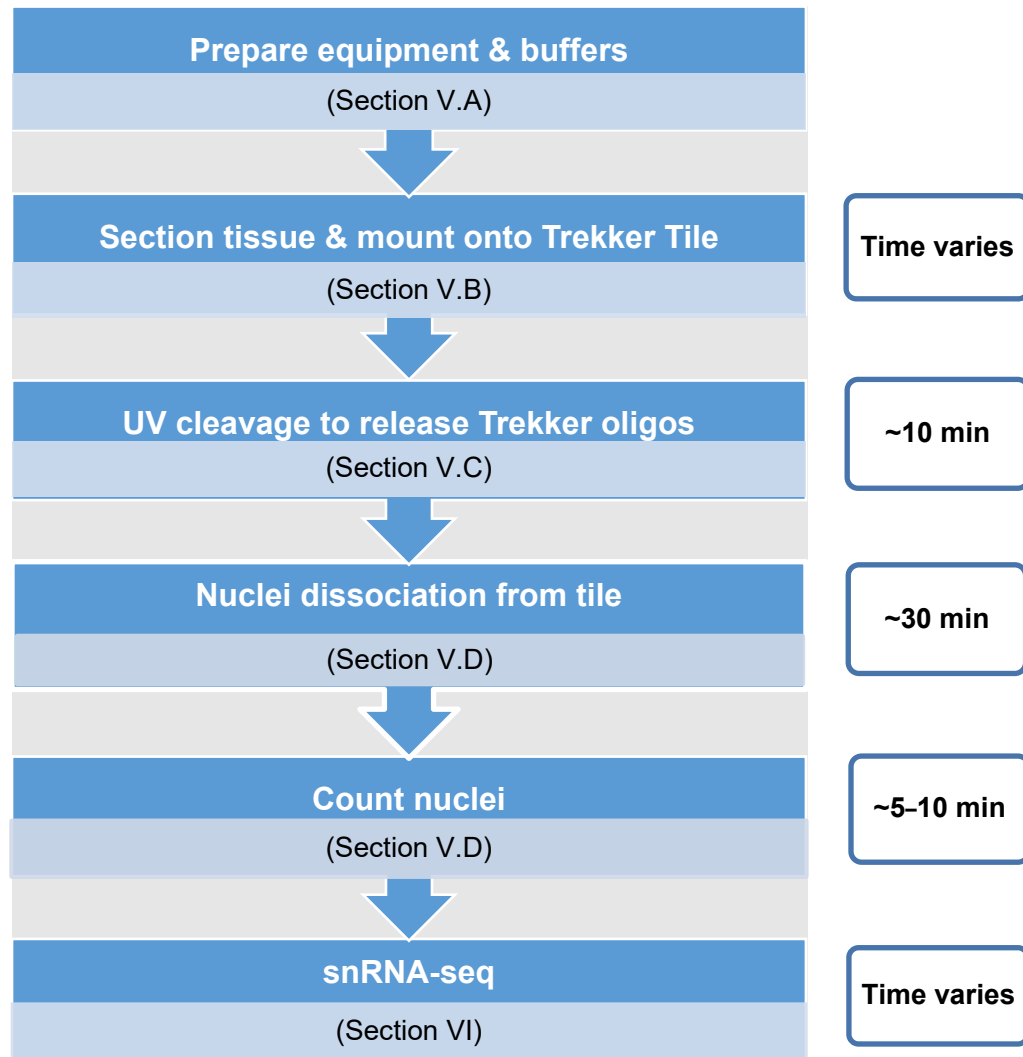 Prepare equipment & buffers
(Section V.A)
Section tissue & mount onto Trekker Tile
(Section V.B)
Time varies
UV cleavage to release Trekker oligos
(Section V.C)
~10 min
Nuclei dissociation from tile
(Section V.D)
~30 min
Count nuclei
(Section V.D)
~5–10 min
snRNA-seq
(Section VI)
Time varies